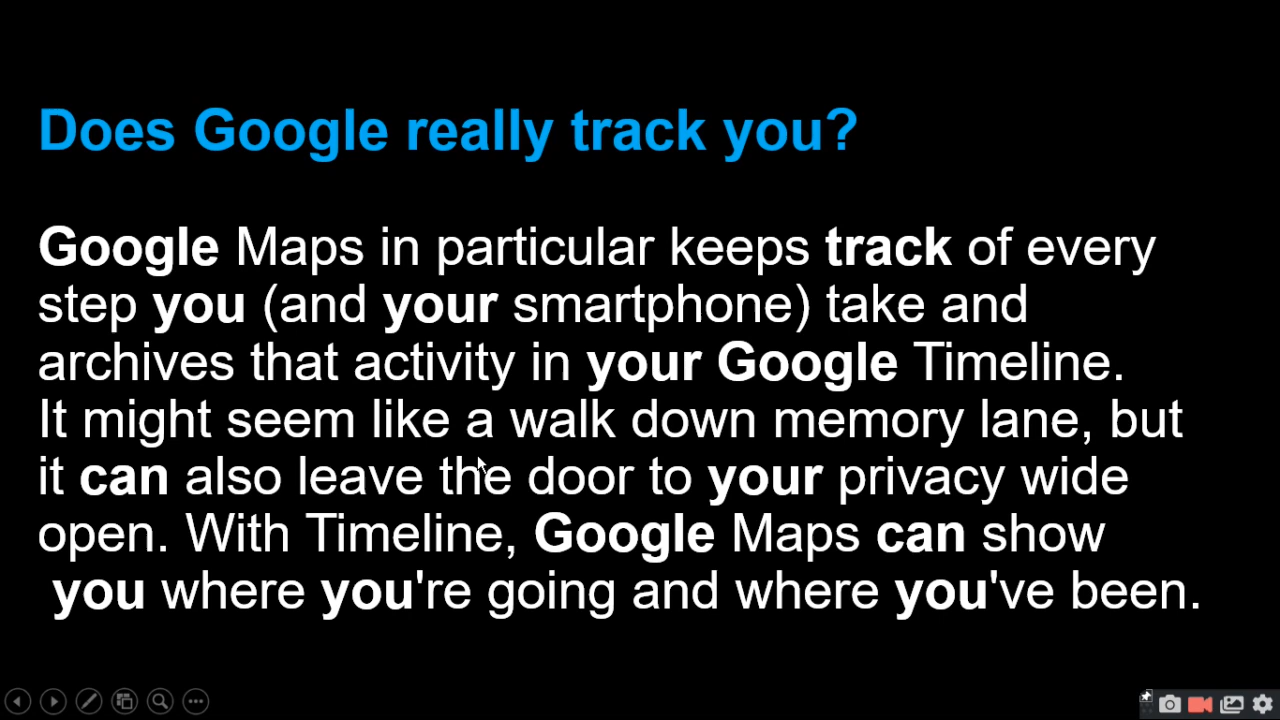 Does Google really track you?
Google Maps in particular keeps track of every
step you (and your smartphone) take and
archives that activity in your Google Timeline.
It might seem like a walk down memory lane, but
it can also leave the door to your privacy wide
open. With Timeline, Google Maps can show
you where you're going and where you've been.